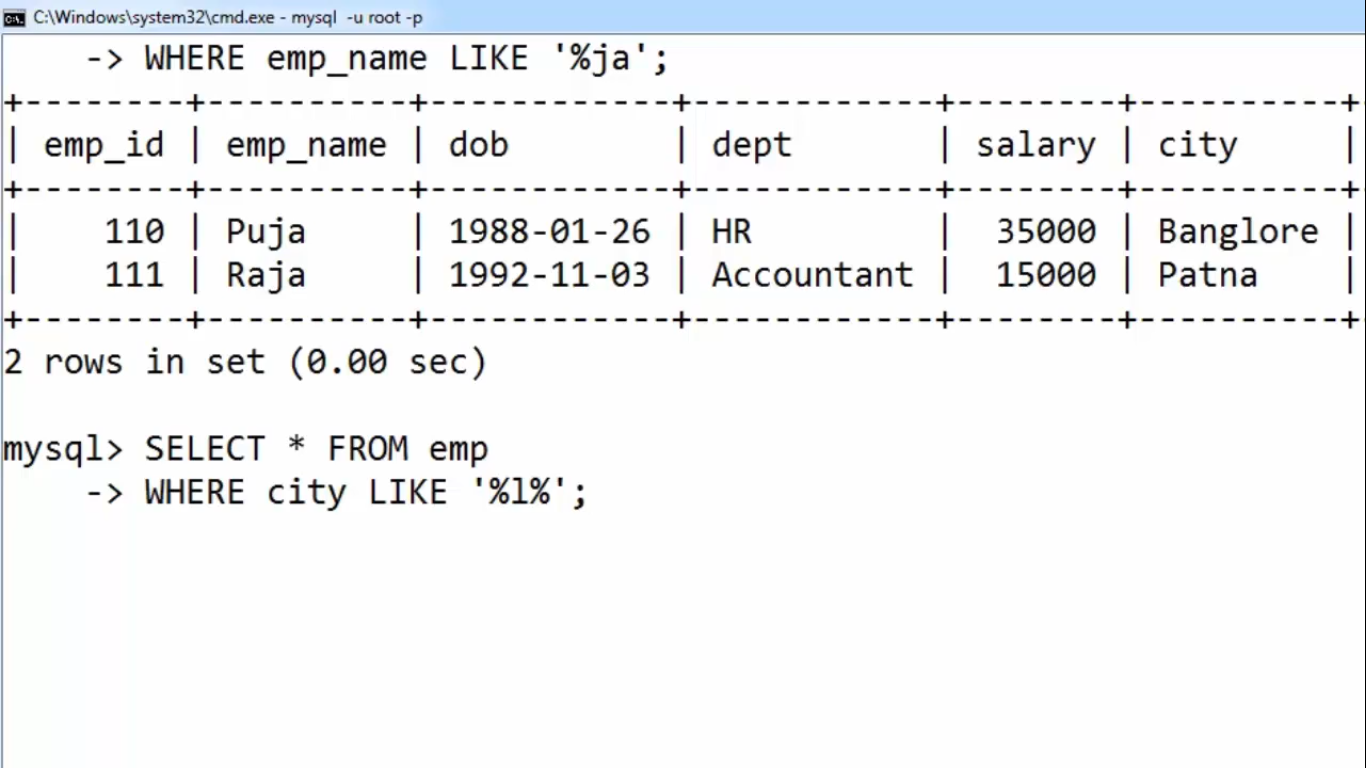 C:\Windows\system32\cmd.exe - mysql -u root -p
-> WHERE emp_name LIKE '%ja';
+--------+----------+------------+------------+--------+----------+
| emp_id | emp_name | dob        | dept       | salary | city     |
+--------+----------+------------+------------+--------+----------+
|    110 | Puja     | 1988-01-26 | HR         |  35000 | Banglore |
|    111 | Raja     | 1992-11-03 | Accountant |  15000 | Patna    |
+--------+----------+------------+------------+--------+----------+
2 rows in set (0.00 sec)
mysql> SELECT * FROM emp
-> WHERE city LIKE '%l%';